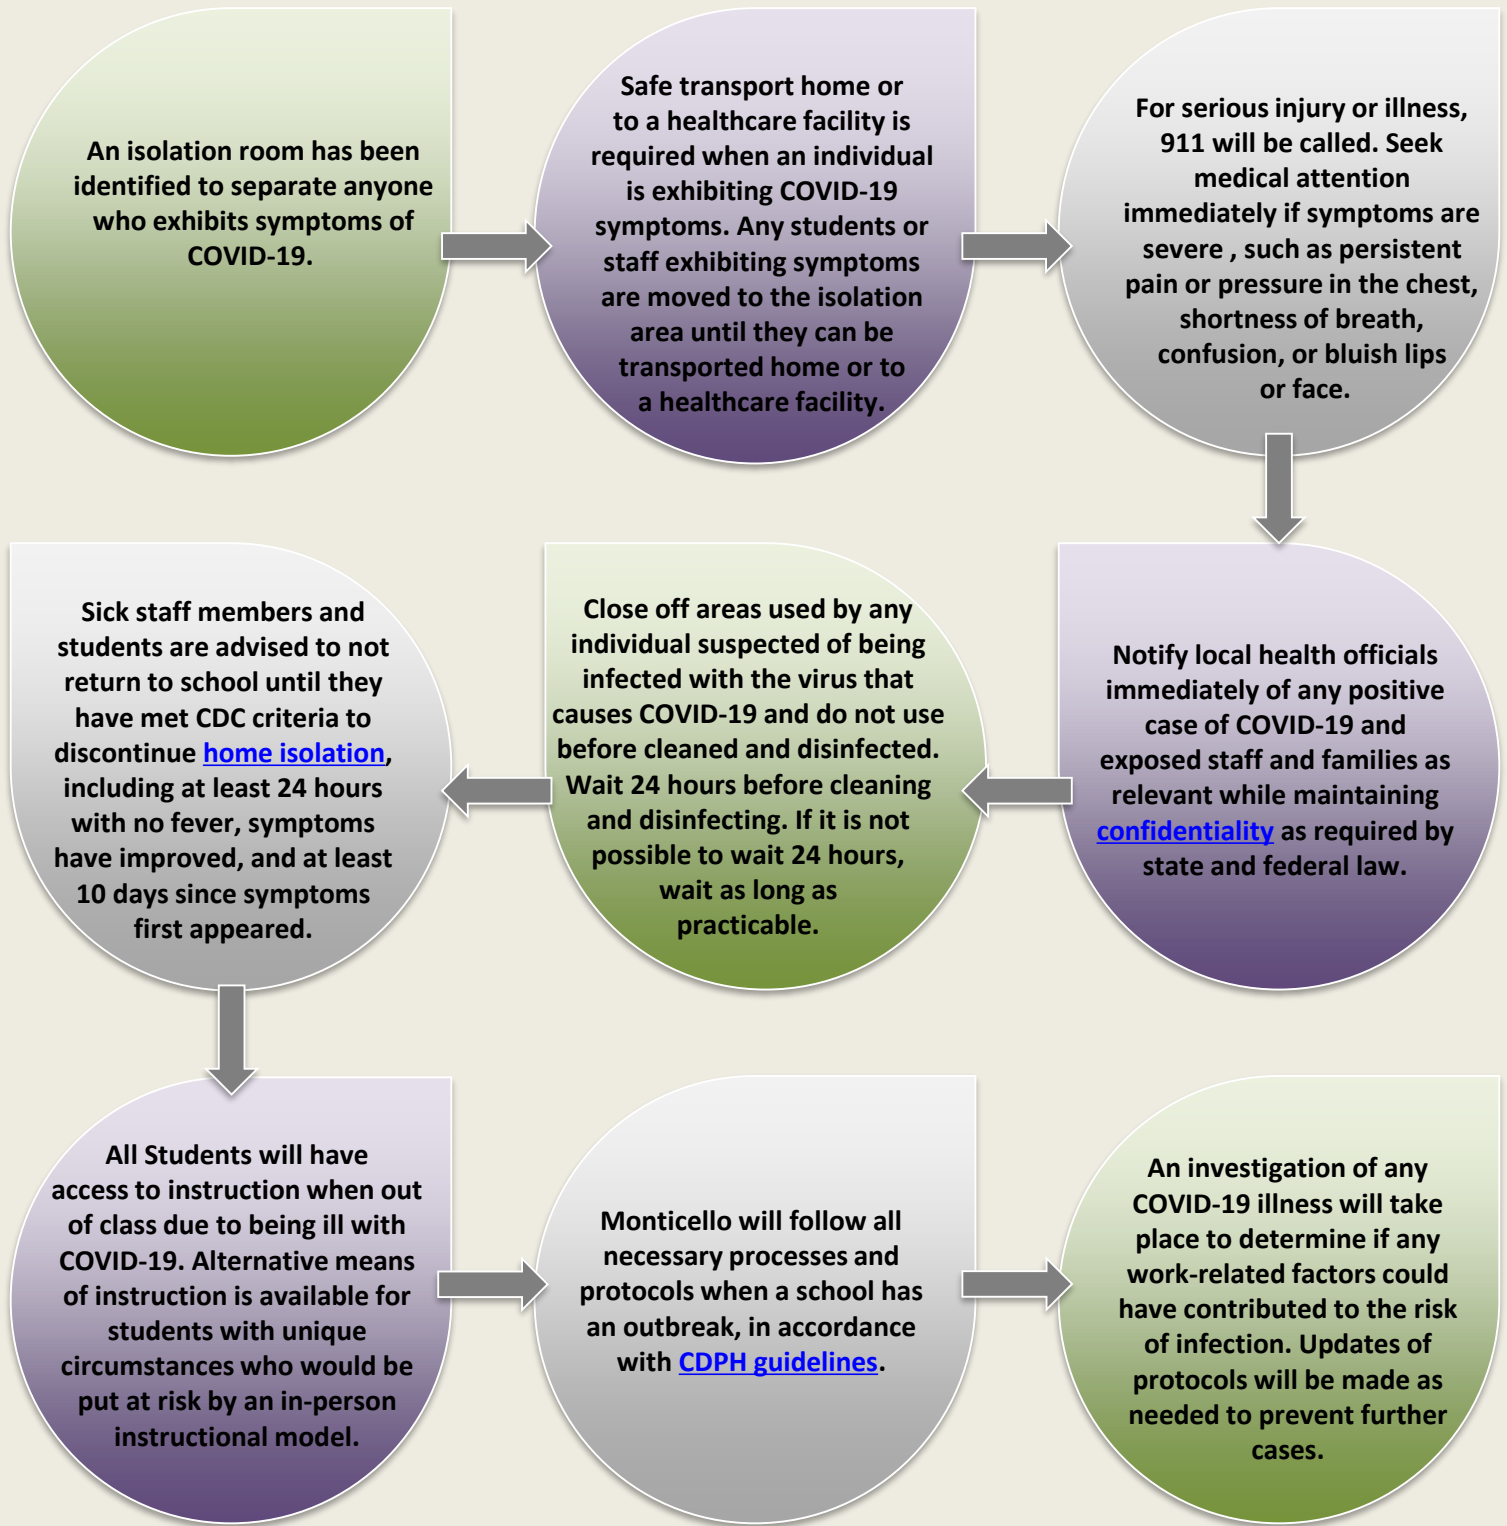 An isolation room has been
identified to separate anyone
who exhibits symptoms of
COVID-19.
Safe transport home or
to a healthcare facility is
required when an individual
is exhibiting COVID-19
symptoms. Any students or
staff exhibiting symptoms
are moved to the isolation
area until they can be
transported home or to
a healthcare facility.
For serious injury or illness,
911 will be called. Seek
medical attention
immediately if symptoms are
severe , such as persistent
pain or pressure in the chest,
shortness of breath,
confusion, or bluish lips
or face.
Notify local health officials
immediately of any positive
case of COVID-19 and
exposed staff and families as
relevant while maintaining
confidentiality as required by
state and federal law.
Close off areas used by any
individual suspected of being
infected with the virus that
causes COVID-19 and do not use
before cleaned and disinfected.
Wait 24 hours before cleaning
and disinfecting. If it is not
possible to wait 24 hours,
wait as long as
practicable.
Sick staff members and
students are advised to not
return to school until they
have met CDC criteria to
discontinue home isolation,
including at least 24 hours
with no fever, symptoms
have improved, and at least
10 days since symptoms
first appeared.
All Students will have
access to instruction when out
of class due to being ill with
COVID-19. Alternative means
of instruction is available for
students with unique
circumstances who would be
put at risk by an in-person
instructional model.
Monticello will follow all
necessary processes and
protocols when a school has
an outbreak, in accordance
with CDPH guidelines.
An investigation of any
COVID-19 illness will take
place to determine if any
work-related factors could
have contributed to the risk
of infection. Updates of
protocols will be made as
needed to prevent further
cases.